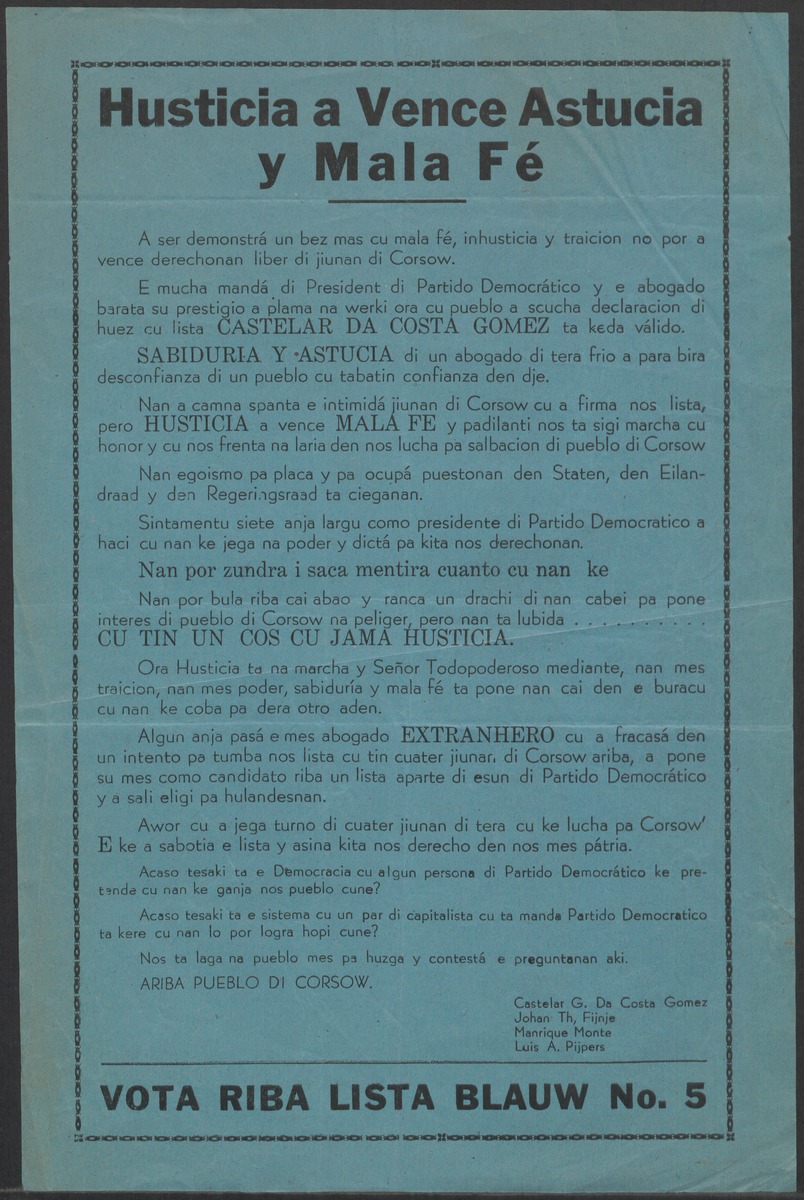 Husticia a Vence Astucia
y Mala Fé
A ser demonstrá un bez mas cu mala fé, inhusticia y traicion no por a
vence derechonan liber di jiunan di Corsow.
E mucha mandá di President di Partido Democrático y e abogado
barata su prestigio a plama na werki ora cu pueblo a scucha declaracion di
huez cu lista CASTELAR DA COSTA GOMEZ ta keda válido.
SABIDURIA Y ASTUCIA di un abogado di tera frio a para bira
desconfianza di un pueblo cu tabatin confianza den dje.
Nan a camna spanta e intimidá jiunan di Corsow cu a firma nos lista,
pero HUSTICIA a vence MALA FE y padilanti nos ta sigi marcha cu
honor y cu nos frenta na laria den nos lucha pa salbacion di pueblo di Corsow
Nan egoismo pa placa y pa ocupá puestonan den Staten, den Eilan-
draad y den Regeringsraad ta cieganan.
Sintamentu siete anja largu como presidente di Partido Democratico a
haci cu nan ke jega na poder y dictá pa kita nos derechonan.
Nan por zundra i saca mentira cuanto cu nan ke
Nan por bula riba cai abao y ranca un drachi di nan cabei pa pone
interes di pueblo di Corsow na peliger, pero nan ta lubida . . . . . . . . . .
CU TIN UN COS CU JAMA HUSTICIA.
Ora Husticia ta na marcha y Señor Todopoderoso mediante, nan mes
traicion, nan mes poder, sabiduría y mala fé ta pone nan cai den e buracu
cu nan ke coba pa dera otro aden.
Algun anja pasá e mes abogado EXTRANHERO cu a fracasá den
un intento pa tumba nos lista cu tin cuater jiunan di Corsow ariba, a pone
su mes como candidato riba un lista aparte di esun di Partido Democrático
y a sali eligi pa hulandesnan.
Awor cu a jega turno di cuater jiunan di tera cu ke lucha pa Corsow'
E ke a sabotia e lista y asina kita nos derecho den nos mes pátria.
Acaso tesaki ta e Democracia cu algun persona di Partido Democrático ke pre-
tende cu nan ke ganja nos pueblo cune?
Acaso tesaki ta e sistema cu un par di capitalista cu ta manda Partido Democratico
ta kere cu nan lo por logra hopi cune?
Nos ta laga na pueblo mes pa huzga y contestá e preguntanan aki.
ARIBA PUEBLO DI CORSOW.
Castelar G. Da Costa Gomez
Johan Th, Fijnje
Manrique Monte
Luis A. Pijpers
VOTA RIBA LISTA BLAUW No. 5